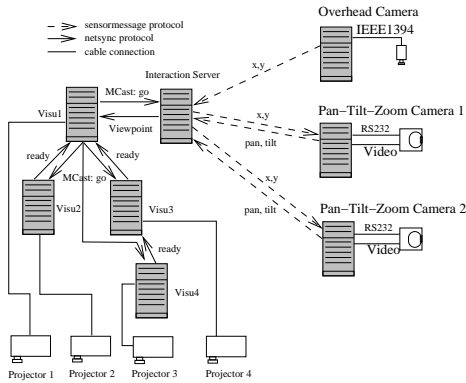 sensormessage protocol
netsync protocol
cable connection
Overhead Camera
IEEE1394
x,y
Interaction Server
MCast: go
Visu1
Viewpoint
x,y
pan, tilt
Pan–Tilt–Zoom Camera 1
RS232
Video
ready
ready
MCast: go
x,y
pan, tilt
Visu2
Visu3
Pan–Tilt–Zoom Camera 2
RS232
Video
ready
Visu4
Projector 1
Projector 2
Projector 3
Projector 4